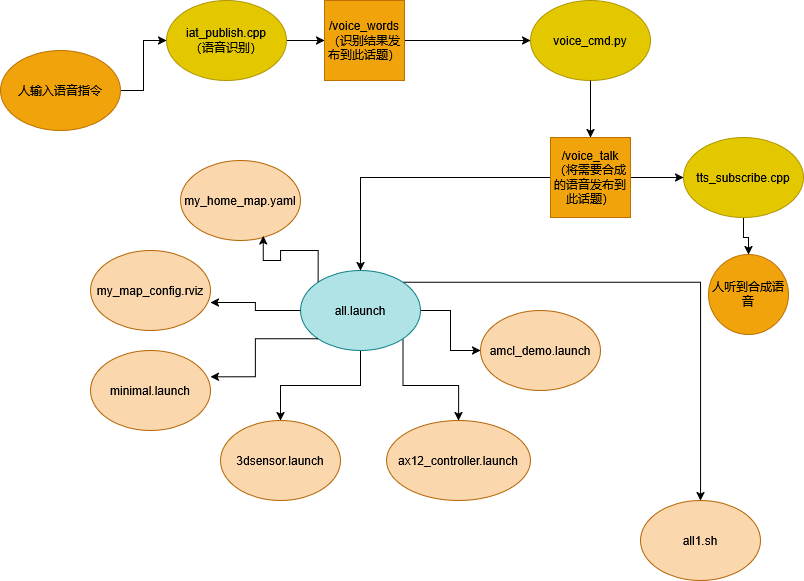 iat_publish.cpp
（语音识别）
/voice_words
（识别结果发
布到此话题）
voice_cmd.py
人输入语音指令
/voice_talk
（将需要合成
的语音发布到
此话题）
tts_subscribe.cpp
my_home_map.yaml
my_map_config.rviz
人听到合成语
音
all.launch
amcl_demo.launch
minimal.launch
3dsensor.launch
ax12_controller.launch
all1.sh